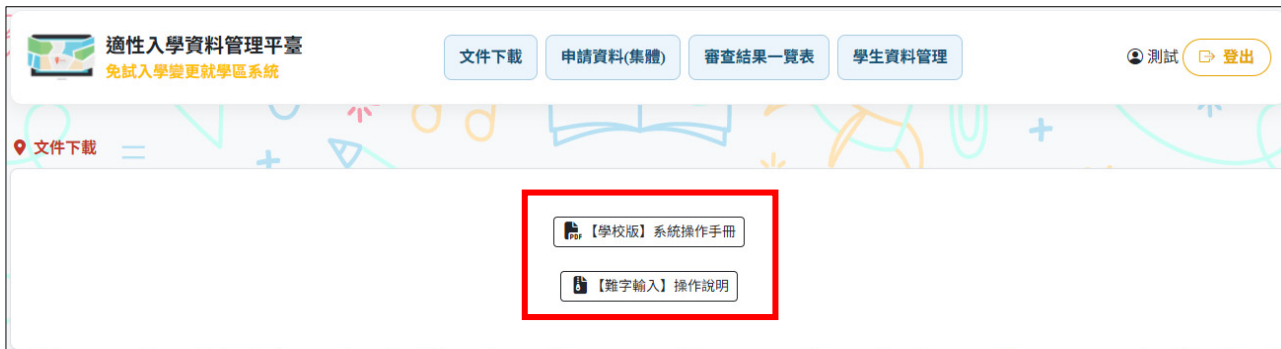 適性入學資料管理平臺
免試入學變更就學區系統
文件下載
申請資料(集體)
審查結果一覽表
學生資料管理
測試
登出
文件下載
PDF
【學校版】系統操作手冊
【難字輸入】操作說明